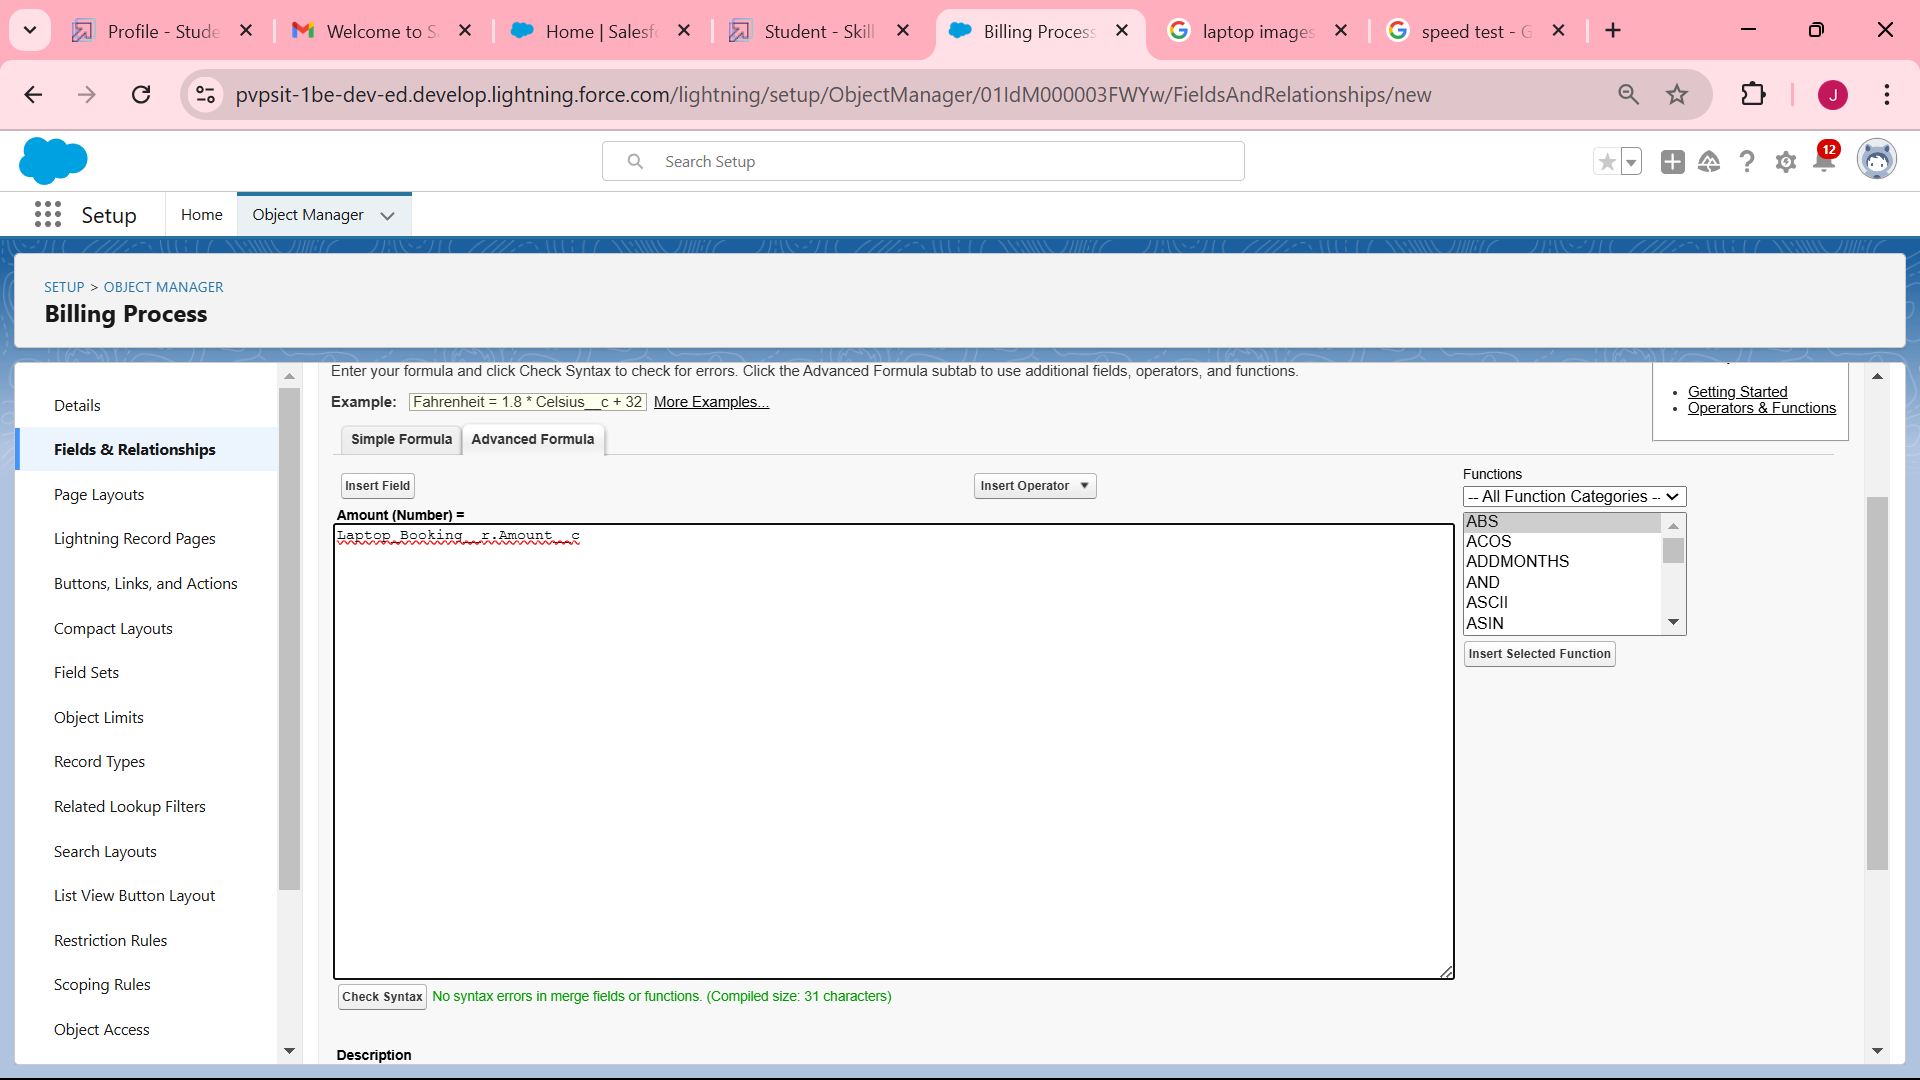 Profile - Stude
Welcome to S
Home | Salesfo
Student - Skill
Billing Process
laptop images
speed test - G
pvpsit-1be-dev-ed.develop.lightning.force.com/lightning/setup/ObjectManager/01IdM000003FWYw/FieldsAndRelationships/new
J
Search Setup
12
Setup
Home
Object Manager
SETUP > OBJECT MANAGER
Billing Process
Details
Fields & Relationships
Page Layouts
Lightning Record Pages
Buttons, Links, and Actions
Compact Layouts
Field Sets
Object Limits
Record Types
Related Lookup Filters
Search Layouts
List View Button Layout
Restriction Rules
Scoping Rules
Object Access
Enter your formula and click Check Syntax to check for errors. Click the Advanced Formula subtab to use additional fields, operators, and functions.
Example: Fahrenheit = 1.8 * Celsius__c + 32 More Examples...
Getting Started
Operators & Functions
Simple Formula
Advanced Formula
Insert Field
Insert Operator
Functions
-- All Function Categories --
Amount (Number) =
Laptop_Booking__r.Amount__c
ABS
ACOS
ADDMONTHS
AND
ASCII
ASIN
Insert Selected Function
Check Syntax
No syntax errors in merge fields or functions. (Compiled size: 31 characters)
Description